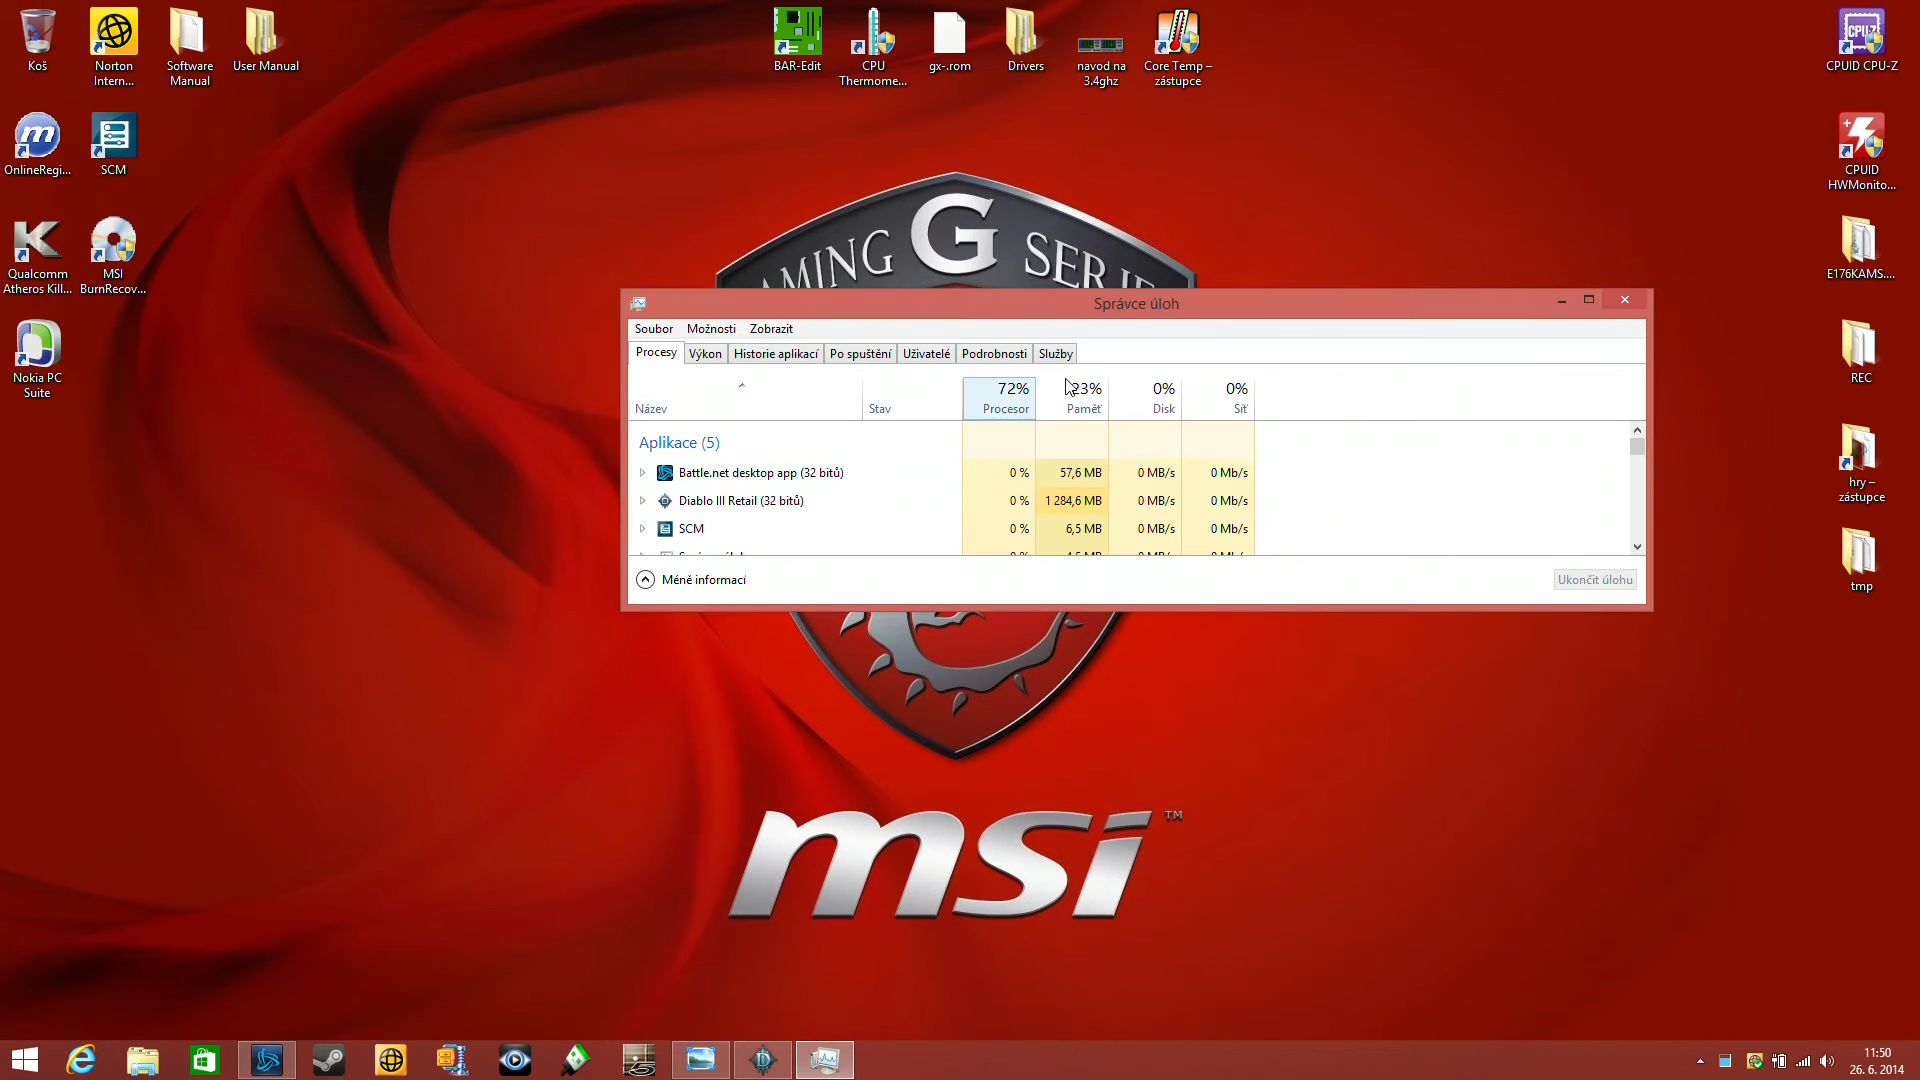 Koš
Norton
Intern...
Software
Manual
User Manual
BAR-Edit
CPU
Thermome...
gx-.rom
Drivers
navod na
3.4ghz
Core Temp –
zástupce
CPUID CPU-Z
OnlineRegi...
SCM
CPUID
HWMonito...
Qualcomm
Atheros Kill...
MSI
BurnRecov...
E176KAMS....
Nokia PC
Suite
REC
hry –
zástupce
tmp
GAMING G SERIES
Správce úloh
Soubor Možnosti Zobrazit
Procesy Výkon Historie aplikací Po spuštění Uživatelé Podrobnosti Služby
72% 23% 0% 0%
Název Stav Procesor Paměť Disk Síť
Aplikace (5)
Battle.net desktop app (32 bitů) 0 % 57,6 MB 0 MB/s 0 Mb/s
Diablo III Retail (32 bitů) 0 % 1 284,6 MB 0 MB/s 0 Mb/s
SCM 0 % 6,5 MB 0 MB/s 0 Mb/s
Méně informací
Ukončit úlohu
msi™
11:50
26. 6. 2014